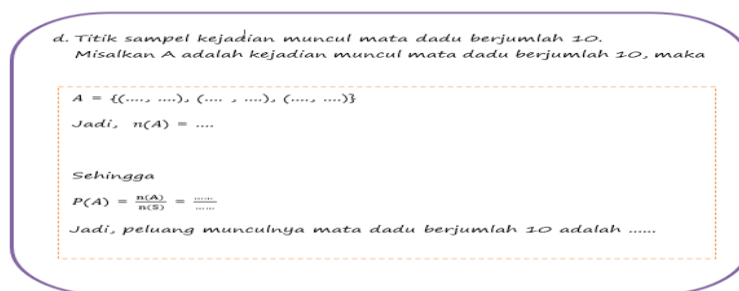 d. Titik sampel kejadian muncul mata dadu berjumlah 10.
Misalkan A adalah kejadian muncul mata dadu berjumlah 10, maka
A = {(...., ....), (.... , ....), (...., ....)}
Jadi, n(A) = ....
Sehingga
P(A) = n(A)/n(S) = ....../......
Jadi, peluang munculnya mata dadu berjumlah 10 adalah ......